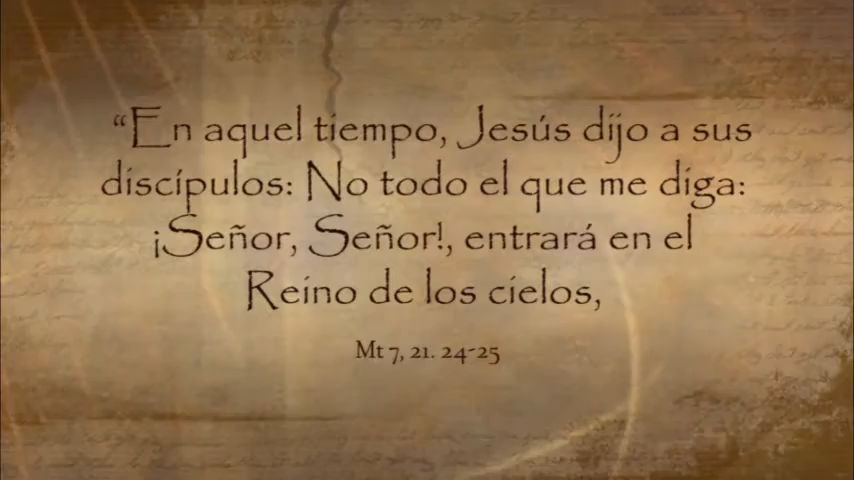 “En aquel tiempo, Jesús dijo a sus
discípulos: No todo el que me diga:
¡Señor, Señor!, entrará en el
Reino de los cielos,
Mt 7, 21. 24-25